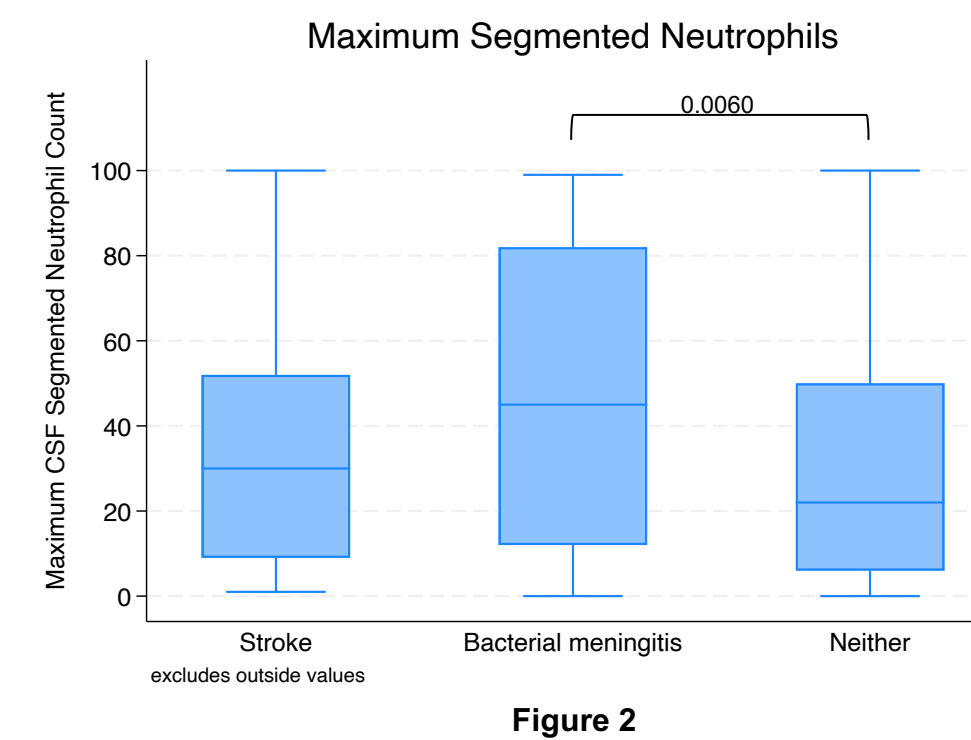 Maximum Segmented Neutrophils
0.0060
Maximum CSF Segmented Neutrophil Count
100
80
60
40
20
0
Stroke
Bacterial meningitis
Neither
excludes outside values
Figure 2